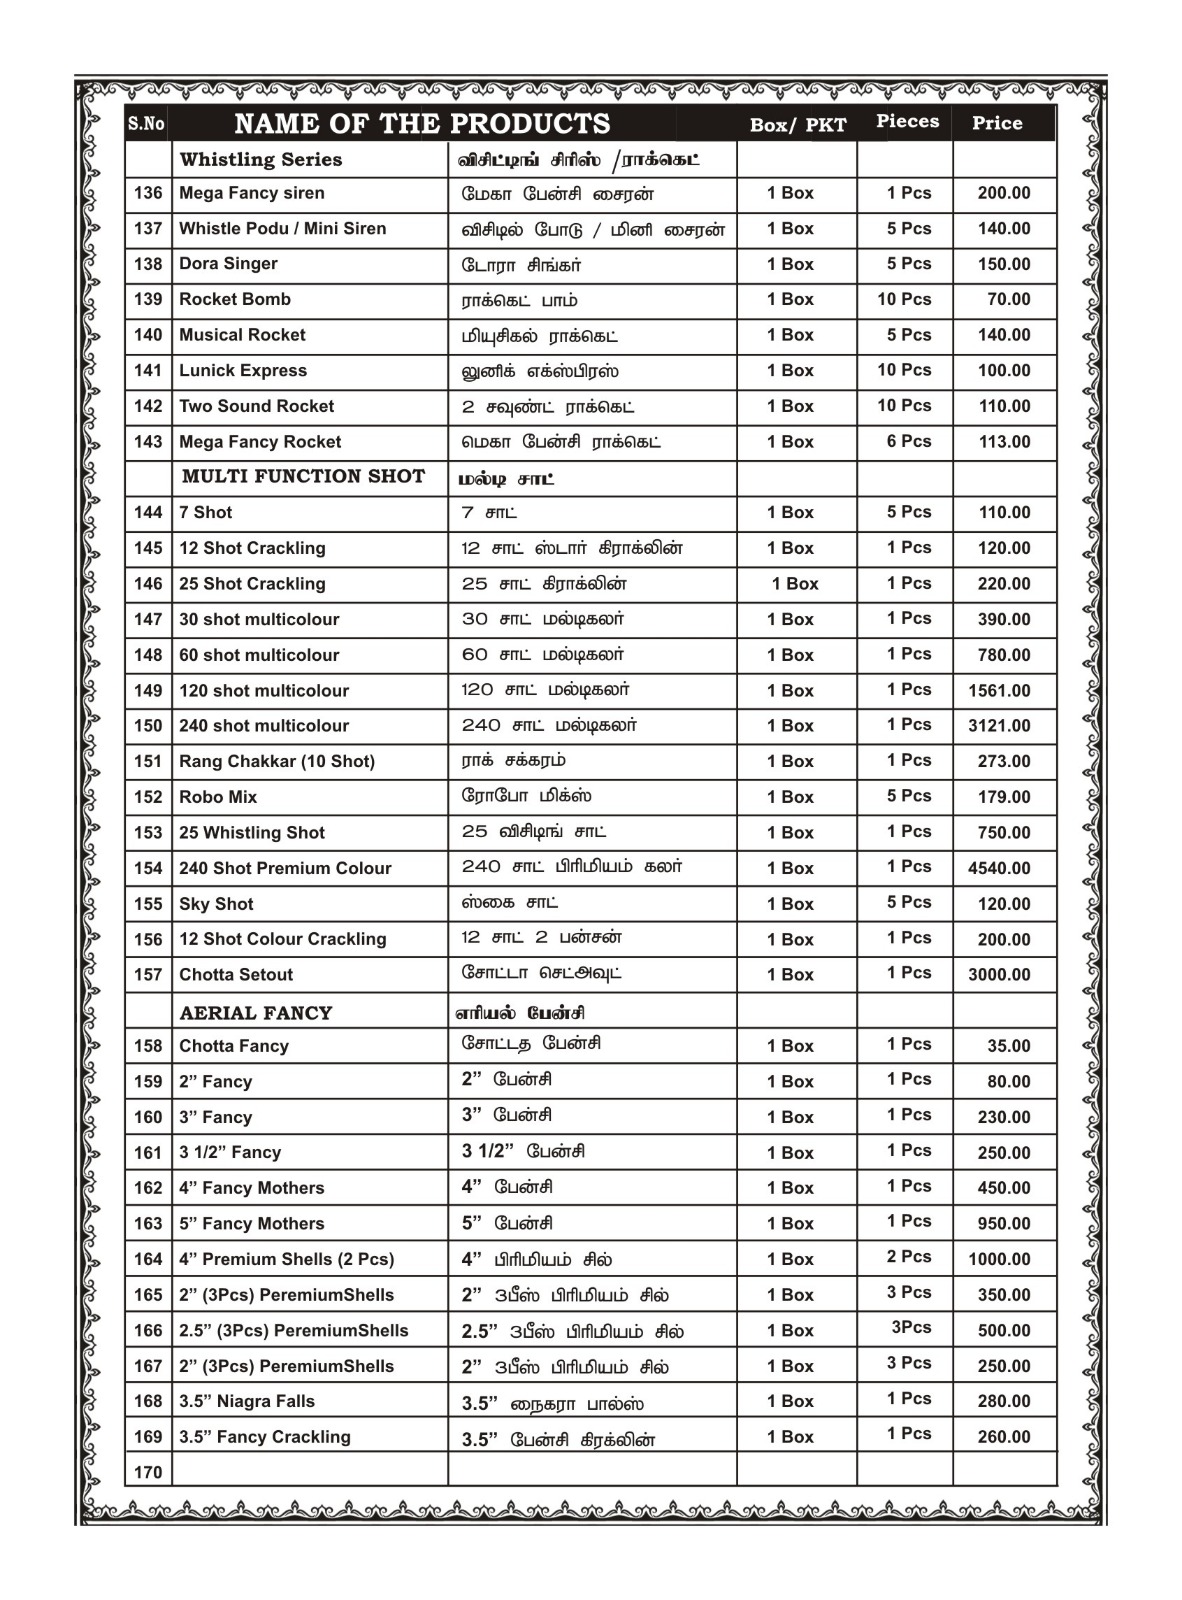 S.No NAME OF THE PRODUCTS Box/ PKT Pieces Price
Whistling Series விசிட்டிங் சிரிஸ் /ராக்கெட்
136 Mega Fancy siren மேகா பேன்சி சைரன் 1 Box 1 Pcs 200.00
137 Whistle Podu / Mini Siren விசிடில் போடு / மினி சைரன் 1 Box 5 Pcs 140.00
138 Dora Singer டோரா சிங்கர் 1 Box 5 Pcs 150.00
139 Rocket Bomb ராக்கெட் பாம் 1 Box 10 Pcs 70.00
140 Musical Rocket மியுசிகல் ராக்கெட் 1 Box 5 Pcs 140.00
141 Lunick Express லுனிக் எக்ஸ்பிரஸ் 1 Box 10 Pcs 100.00
142 Two Sound Rocket 2 சவுண்ட் ராக்கெட் 1 Box 10 Pcs 110.00
143 Mega Fancy Rocket மெகா பேன்சி ராக்கெட் 1 Box 6 Pcs 113.00
MULTI FUNCTION SHOT மல்டி சாட்
144 7 Shot 7 சாட் 1 Box 5 Pcs 110.00
145 12 Shot Crackling 12 சாட் ஸ்டார் கிராக்லின் 1 Box 1 Pcs 120.00
146 25 Shot Crackling 25 சாட் கிராக்லின் 1 Box 1 Pcs 220.00
147 30 shot multicolour 30 சாட் மல்டிகலர் 1 Box 1 Pcs 390.00
148 60 shot multicolour 60 சாட் மல்டிகலர் 1 Box 1 Pcs 780.00
149 120 shot multicolour 120 சாட் மல்டிகலர் 1 Box 1 Pcs 1561.00
150 240 shot multicolour 240 சாட் மல்டிகலர் 1 Box 1 Pcs 3121.00
151 Rang Chakkar (10 Shot) ராக் சக்கரம் 1 Box 1 Pcs 273.00
152 Robo Mix ரோபோ மிக்ஸ் 1 Box 5 Pcs 179.00
153 25 Whistling Shot 25 விசிடிங் சாட் 1 Box 1 Pcs 750.00
154 240 Shot Premium Colour 240 சாட் பிரிமியம் கலர் 1 Box 1 Pcs 4540.00
155 Sky Shot ஸ்கை சாட் 1 Box 5 Pcs 120.00
156 12 Shot Colour Crackling 12 சாட் 2 பன்சன் 1 Box 1 Pcs 200.00
157 Chotta Setout சோட்டா செட்அவுட் 1 Box 1 Pcs 3000.00
AERIAL FANCY எரியல் பேன்சி
158 Chotta Fancy சோட்டத பேன்சி 1 Box 1 Pcs 35.00
159 2” Fancy 2” பேன்சி 1 Box 1 Pcs 80.00
160 3” Fancy 3” பேன்சி 1 Box 1 Pcs 230.00
161 3 1/2” Fancy 3 1/2” பேன்சி 1 Box 1 Pcs 250.00
162 4” Fancy Mothers 4” பேன்சி 1 Box 1 Pcs 450.00
163 5” Fancy Mothers 5” பேன்சி 1 Box 1 Pcs 950.00
164 4” Premium Shells (2 Pcs) 4” பிரிமியம் சில் 1 Box 2 Pcs 1000.00
165 2” (3Pcs) PeremiumShells 2” 3பீஸ் பிரிமியம் சில் 1 Box 3 Pcs 350.00
166 2.5” (3Pcs) PeremiumShells 2.5” 3பீஸ் பிரிமியம் சில் 1 Box 3Pcs 500.00
167 2” (3Pcs) PeremiumShells 2” 3பீஸ் பிரிமியம் சில் 1 Box 3 Pcs 250.00
168 3.5” Niagra Falls 3.5” நைகரா பால்ஸ் 1 Box 1 Pcs 280.00
169 3.5” Fancy Crackling 3.5” பேன்சி கிரக்லின் 1 Box 1 Pcs 260.00
170